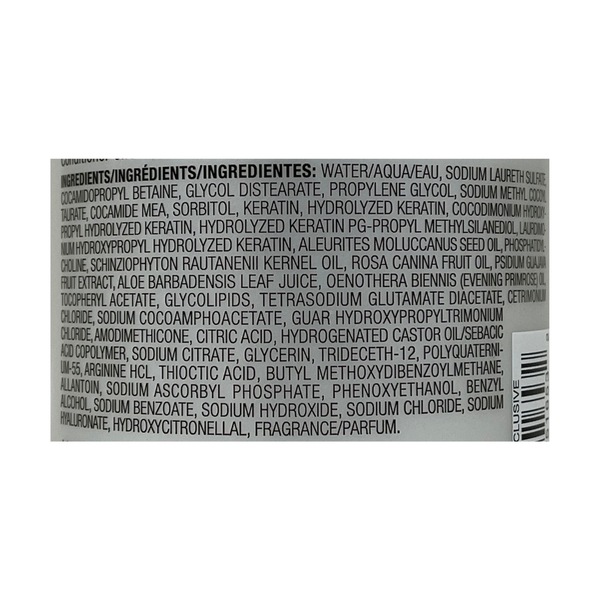 INGREDIENTS/INGRÉDIENTS/INGREDIENTES: WATER/AQUA/EAU, SODIUM LAURETH SULFATE,
COCAMIDOPROPYL BETAINE, GLYCOL DISTEARATE, PROPYLENE GLYCOL, SODIUM METHYL COCOYL
TAURATE, COCAMIDE MEA, SORBITOL, KERATIN, HYDROLYZED KERATIN, COCODIMONIUM HYDROXY-
PROPYL HYDROLYZED KERATIN, HYDROLYZED KERATIN PG-PROPYL METHYLSILANEDIOL, LAURDIMO-
NIUM HYDROXYPROPYL HYDROLYZED KERATIN, ALEURITES MOLUCCANUS SEED OIL, PHOSPHATIDYL-
CHOLINE, SCHINZIOPHYTON RAUTANENII KERNEL OIL, ROSA CANINA FRUIT OIL, PSIDIUM GUAJAVA
FRUIT EXTRACT, ALOE BARBADENSIS LEAF JUICE, OENOTHERA BIENNIS (EVENING PRIMROSE) OIL,
TOCOPHERYL ACETATE, GLYCOLIPIDS, TETRASODIUM GLUTAMATE DIACETATE, CETRIMONIUM
CHLORIDE, SODIUM COCOAMPHOACETATE, GUAR HYDROXYPROPYLTRIMONIUM
CHLORIDE, AMODIMETHICONE, CITRIC ACID, HYDROGENATED CASTOR OIL/SEBACIC
ACID COPOLYMER, SODIUM CITRATE, GLYCERIN, TRIDECETH-12, POLYQUATERN-
IUM-55, ARGININE HCL, THIOCTIC ACID, BUTYL METHOXYDIBENZOYLMETHANE,
ALLANTOIN, SODIUM ASCORBYL PHOSPHATE, PHENOXYETHANOL, BENZYL
ALCOHOL, SODIUM BENZOATE, SODIUM HYDROXIDE, SODIUM CHLORIDE, SODIUM
HYALURONATE, HYDROXYCITRONELLAL, FRAGRANCE/PARFUM.
CLUSIVE